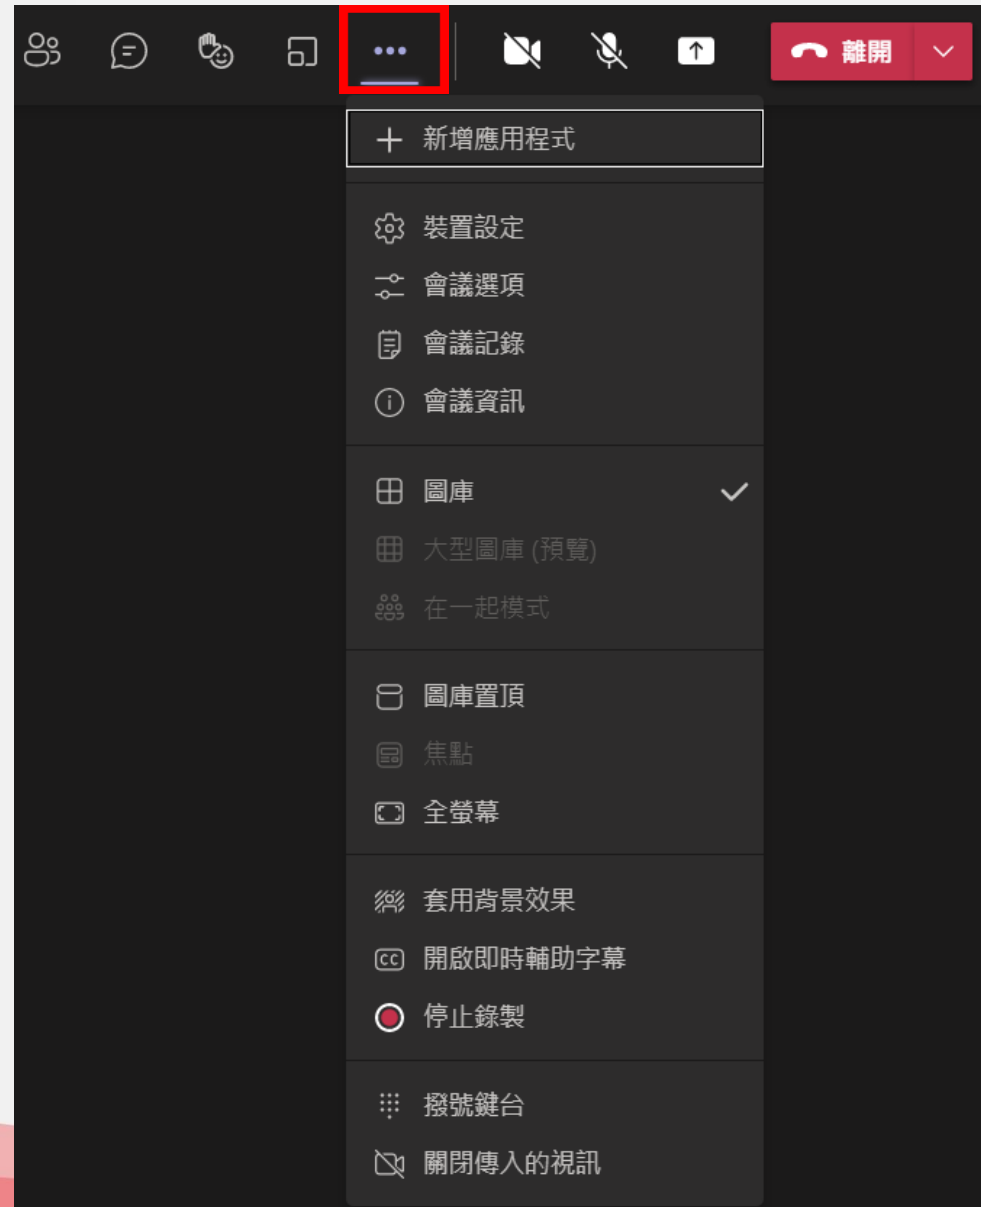 離開
新增應用程式
裝置設定
會議選項
會議記錄
會議資訊
圖庫
大型圖庫 (預覽)
在一起模式
圖庫置頂
焦點
全螢幕
套用背景效果
CC 開啟即時輔助字幕
停止錄製
撥號鍵台
關閉傳入的視訊